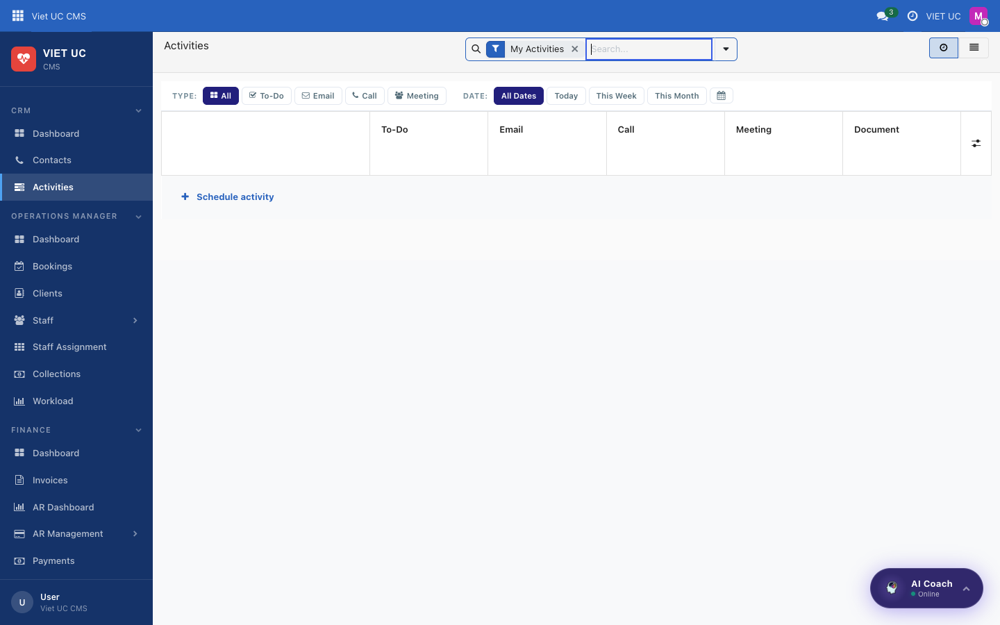 Viet UC CMS
3
VIET UC
M
VIET UC
CMS
Activities
My Activities
Search...
TYPE:
All
To-Do
Email
Call
Meeting
DATE:
All Dates
Today
This Week
This Month
To-Do
Email
Call
Meeting
Document
Schedule activity
CRM
Dashboard
Contacts
Activities
OPERATIONS MANAGER
Dashboard
Bookings
Clients
Staff
Staff Assignment
Collections
Workload
FINANCE
Dashboard
Invoices
AR Dashboard
AR Management
Payments
U
User
Viet UC CMS
AI Coach
Online